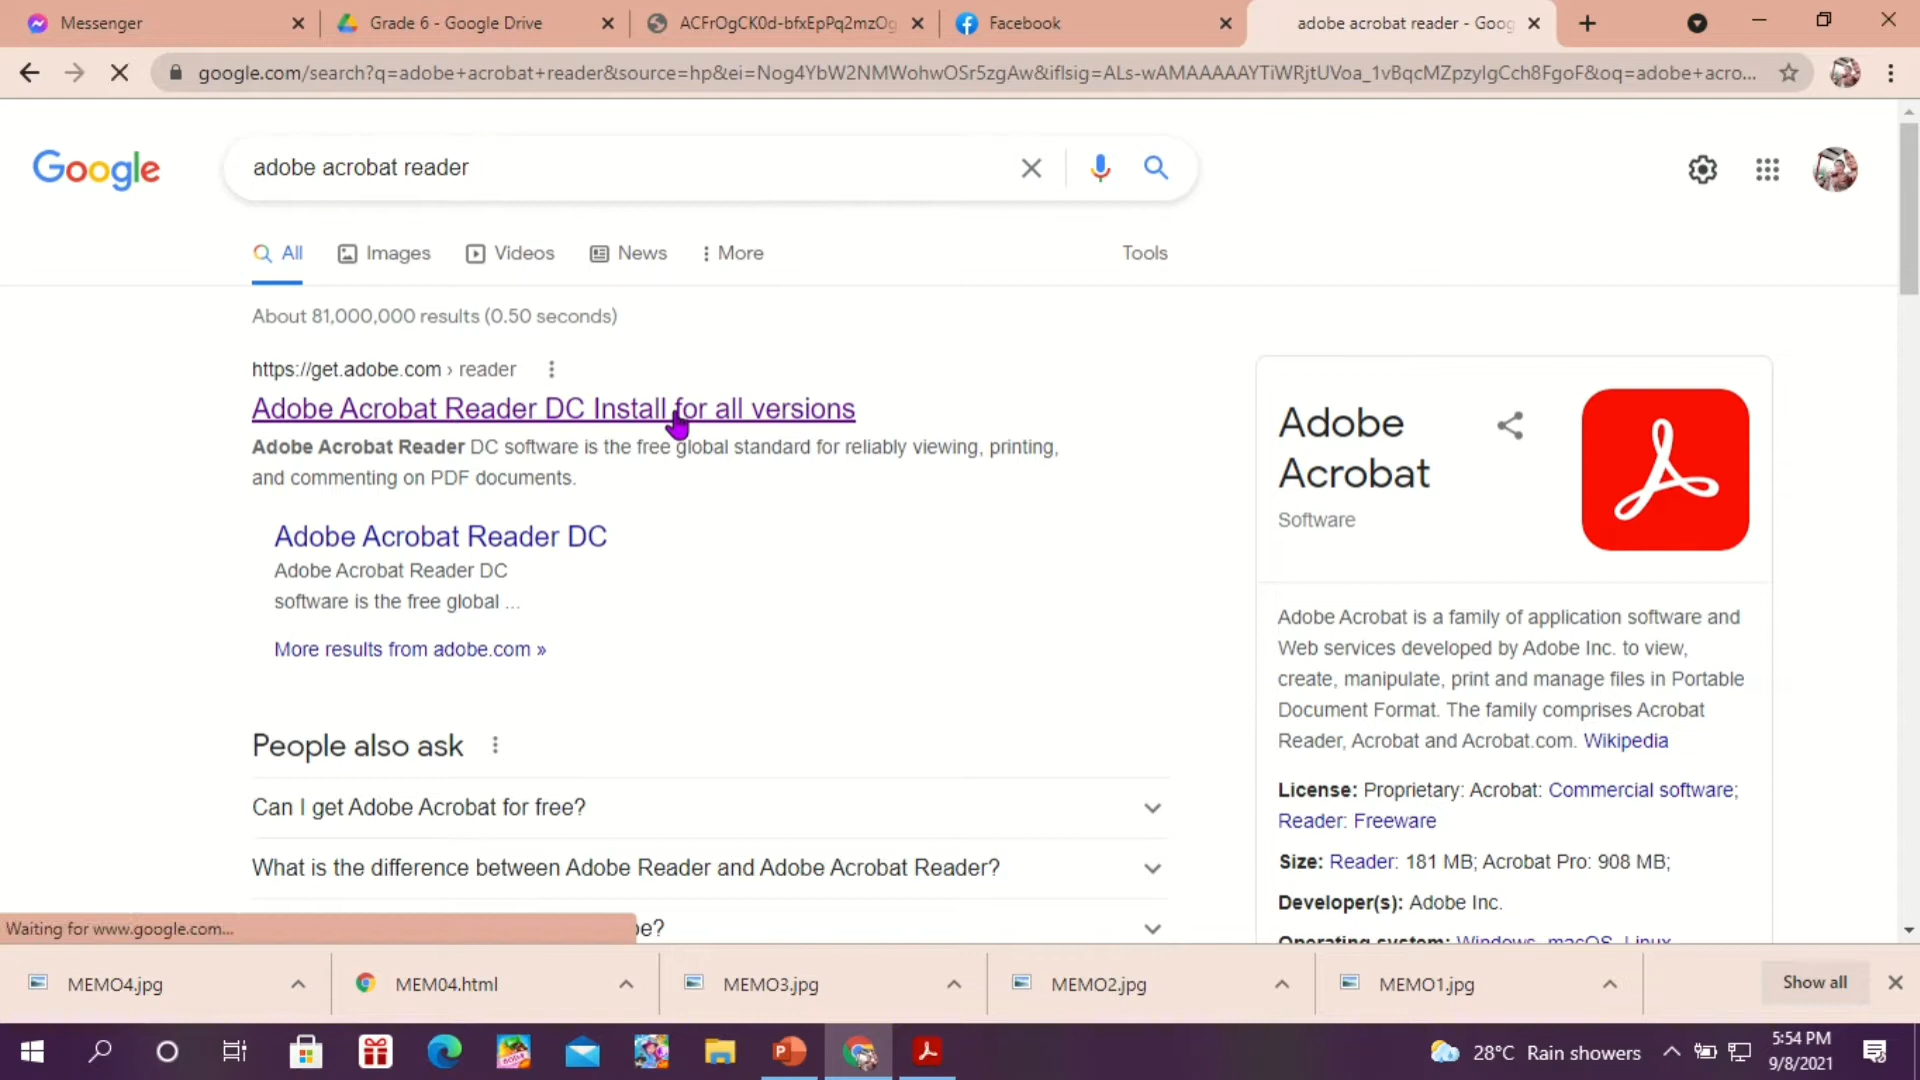 Messenger
Grade 6 - Google Drive
ACFrOgCK0d-bfxEpPq2mzOg
Facebook
adobe acrobat reader - Goog
google.com/search?q=adobe+acrobat+reader&source=hp&ei=Nog4YbW2NMWohwOSr5zgAw&iflsig=ALs-wAMAAAAAYTiWRjtUVoa_1vBqcMZpzyIgCch8FgoF&oq=adobe+acro...
Google
adobe acrobat reader
All
Images
Videos
News
More
Tools
About 81,000,000 results (0.50 seconds)
https://get.adobe.com › reader
Adobe Acrobat Reader DC Install for all versions
Adobe Acrobat Reader DC software is the free global standard for reliably viewing, printing,
and commenting on PDF documents.
Adobe Acrobat Reader DC
Adobe Acrobat Reader DC
software is the free global ...
More results from adobe.com »
People also ask
Can I get Adobe Acrobat for free?
What is the difference between Adobe Reader and Adobe Acrobat Reader?
be?
Adobe
Acrobat
Software
Adobe Acrobat is a family of application software and
Web services developed by Adobe Inc. to view,
create, manipulate, print and manage files in Portable
Document Format. The family comprises Acrobat
Reader, Acrobat and Acrobat.com. Wikipedia
License: Proprietary: Acrobat: Commercial software;
Reader: Freeware
Size: Reader: 181 MB; Acrobat Pro: 908 MB;
Developer(s): Adobe Inc.
Operating system: Windows, macOS, Linux
Waiting for www.google.com...
MEMO4.jpg
MEM04.html
MEMO3.jpg
MEMO2.jpg
MEMO1.jpg
Show all
28°C Rain showers
5:54 PM
9/8/2021